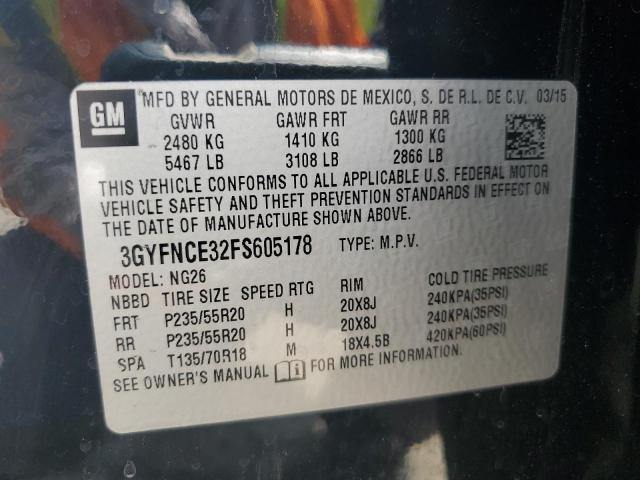 GM ®MFD BY GENERAL MOTORS DE MEXICO, S. DE R.L. DE C.V. 03/15
GVWR GAWR FRT GAWR RR
2480 KG 1410 KG 1300 KG
5467 LB 3108 LB 2866 LB
THIS VEHICLE CONFORMS TO ALL APPLICABLE U.S. FEDERAL MOTOR
VEHICLE SAFETY AND THEFT PREVENTION STANDARDS IN EFFECT ON
THE DATE OF MANUFACTURE SHOWN ABOVE.
3GYFNCE32FS605178 TYPE: M.P.V.
MODEL: NG26
NBBD TIRE SIZE SPEED RTG RIM COLD TIRE PRESSURE
FRT P235/55R20 H 20X8J 240KPA(35PSI)
RR P235/55R20 H 20X8J 240KPA(35PSI)
SPA T135/70R18 M 18X4.5B 420KPA(60PSI)
SEE OWNER'S MANUAL FOR MORE INFORMATION.